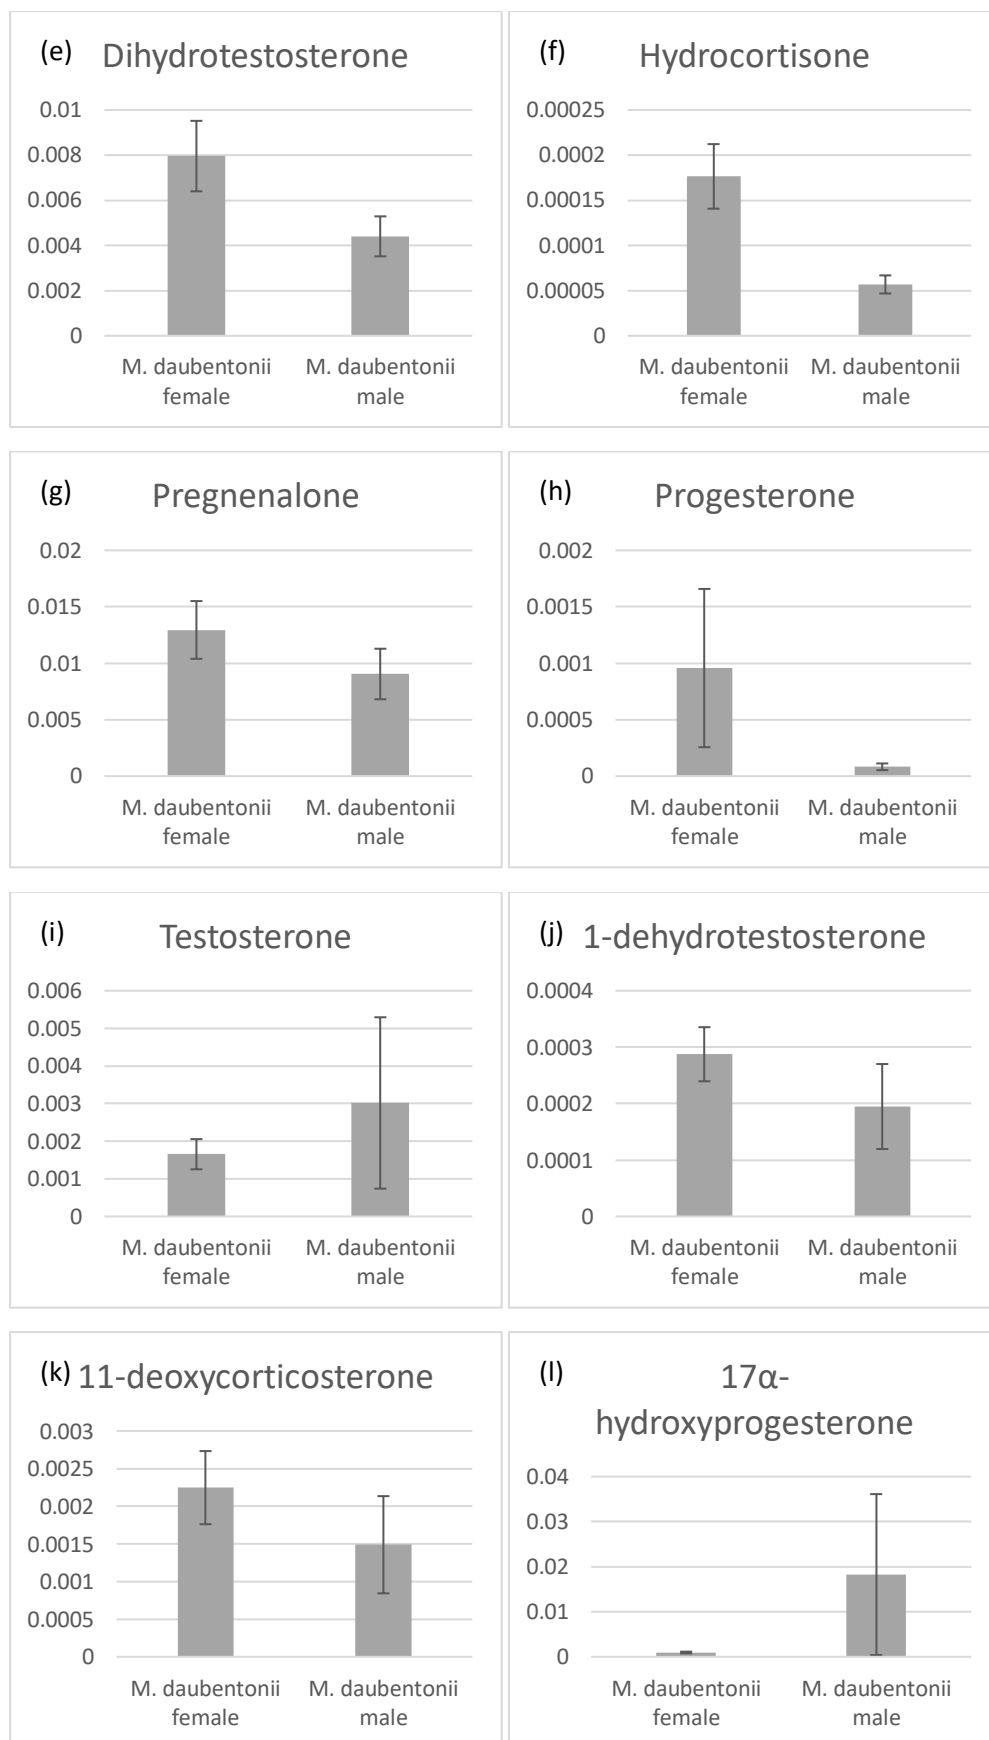 (e) Dihydrotestosterone
0.01
0.008
0.006
0.004
0.002
0
M. daubentonii M. daubentonii
female male
(f) Hydrocortisone
0.00025
0.0002
0.00015
0.0001
0.00005
0
M. daubentonii M. daubentonii
female male
(g) Pregnenalone
0.02
0.015
0.01
0.005
0
M. daubentonii M. daubentonii
female male
(h) Progesterone
0.002
0.0015
0.001
0.0005
0
M. daubentonii M. daubentonii
female male
(i) Testosterone
0.006
0.005
0.004
0.003
0.002
0.001
0
M. daubentonii M. daubentonii
female male
(j) 1-dehydrotestosterone
0.0004
0.0003
0.0002
0.0001
0
M. daubentonii M. daubentonii
female male
(k) 11-deoxycorticosterone
0.003
0.0025
0.002
0.0015
0.001
0.0005
0
M. daubentonii M. daubentonii
female male
(l) 17α-
hydroxyprogesterone
0.04
0.03
0.02
0.01
0
M. daubentonii M. daubentonii
female male